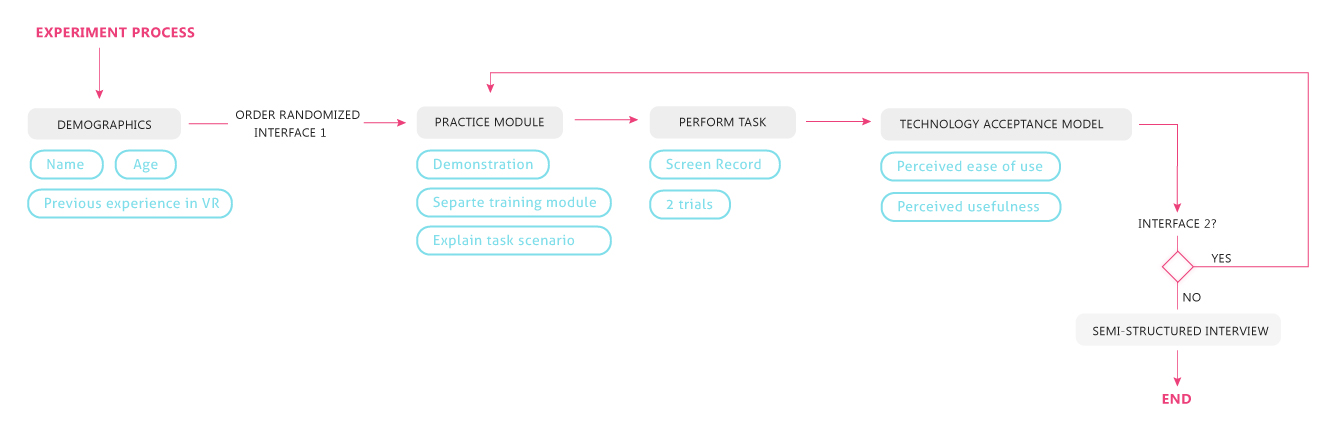 EXPERIMENT PROCESS
DEMOGRAPHICS
Name
Age
Previous experience in VR
ORDER RANDOMIZED
INTERFACE 1
PRACTICE MODULE
Demonstration
Separte training module
Explain task scenario
PERFORM TASK
Screen Record
2 trials
TECHNOLOGY ACCEPTANCE MODEL
Perceived ease of use
Perceived usefulness
INTERFACE 2?
YES
NO
SEMI-STRUCTURED INTERVIEW
END